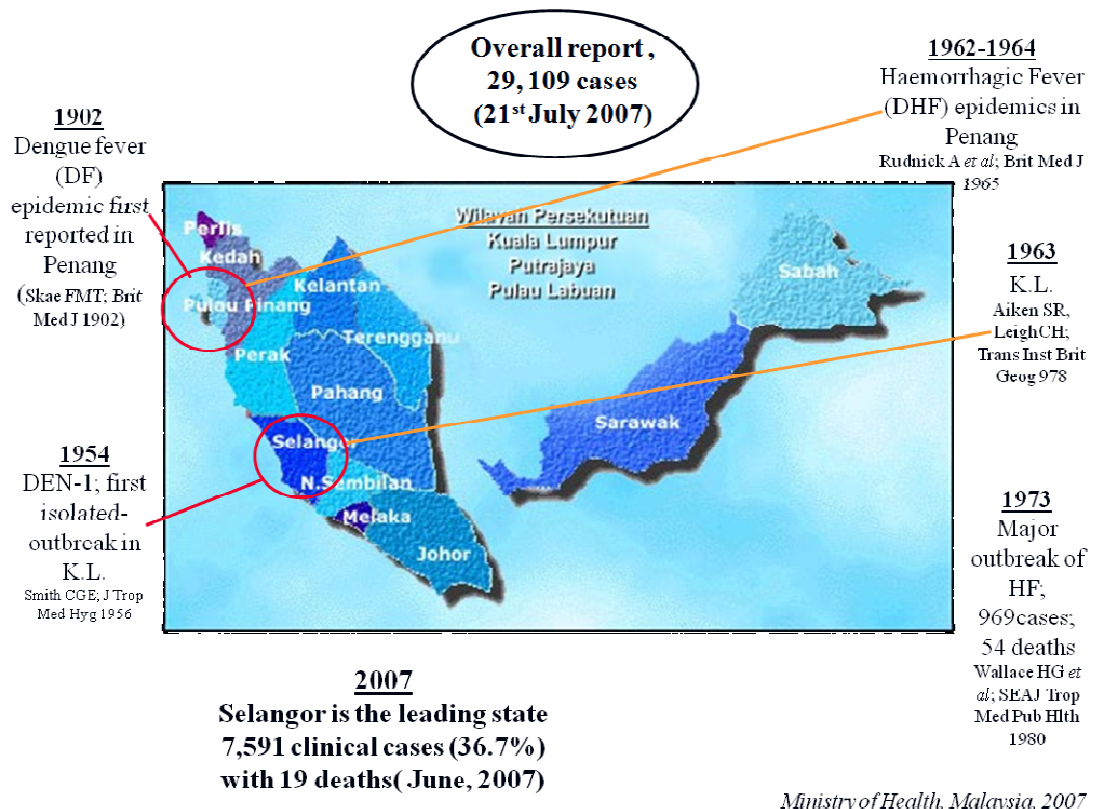 Overall report ,
29, 109 cases
(21st July 2007)
1902
Dengue fever
(DF)
epidemic first
reported in
Penang
(Skae FMT; Brit
Med J 1902)
1954
DEN-1; first
isolated-
outbreak in
K.L.
Smith CGE; J Trop
Med Hyg 1956
1962-1964
Haemorrhagic Fever
(DHF) epidemics in
Penang
Rudnick A et al; Brit Med J
1965
1963
K.L.
Aiken SR,
LeighCH;
Trans Inst Brit
Geog 978
1973
Major
outbreak of
HF;
969cases;
54 deaths
Wallace HG et
al; SEAJ Trop
Med Pub Hlth
1980
Wilayah Persekutuan
Kuala Lumpur
Putrajaya
Pulau Labuan
Perlis
Kedah
Pulau Pinang
Kelantan
Terengganu
Perak
Pahang
Selangor
N.Sembilan
Melaka
Johor
Sabah
Sarawak
2007
Selangor is the leading state
7,591 clinical cases (36.7%)
with 19 deaths( June, 2007)
Ministry of Health, Malaysia, 2007